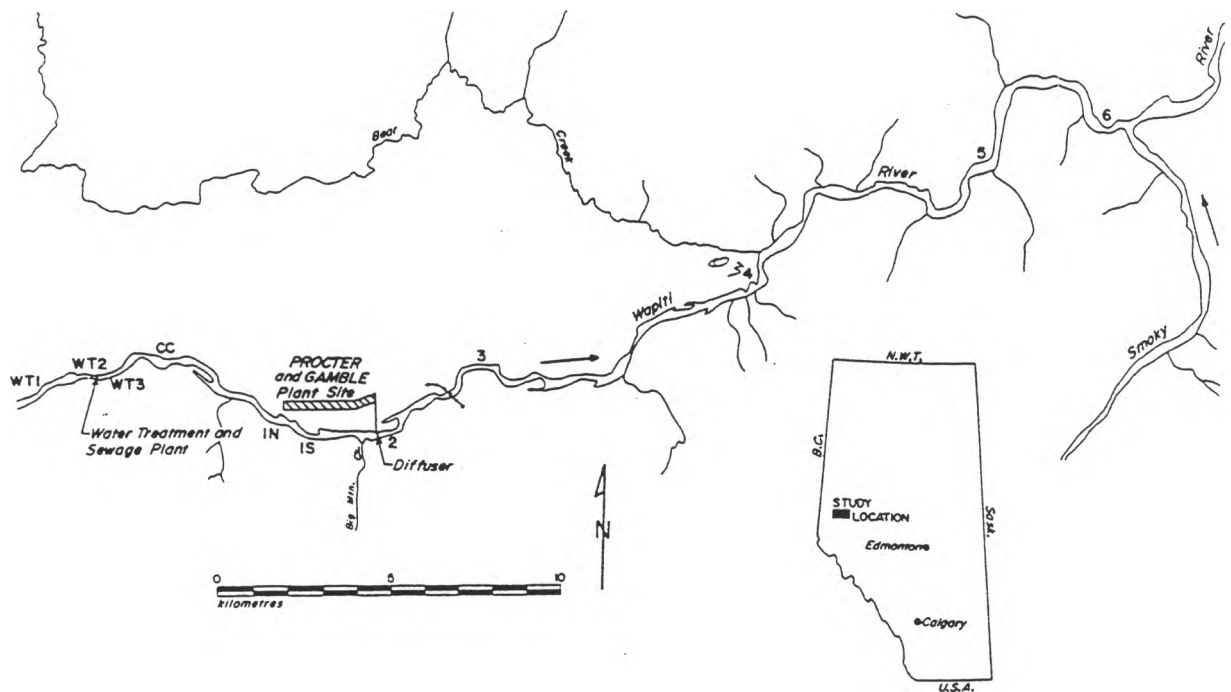 River
6
5
River
Bear
Creek
4
Wapiti
Smoky
3
CC
WT2
WT1
WT3
PROCTER
and GAMBLE
Plant Site
Water Treatment and
Sewage Plant
IN
IS
2
Diffuser
Big Mtn.
N
0 5 10
kilometres
N.W.T.
B.C.
Sask.
STUDY
LOCATION
Edmonton
Calgary
U.S.A.